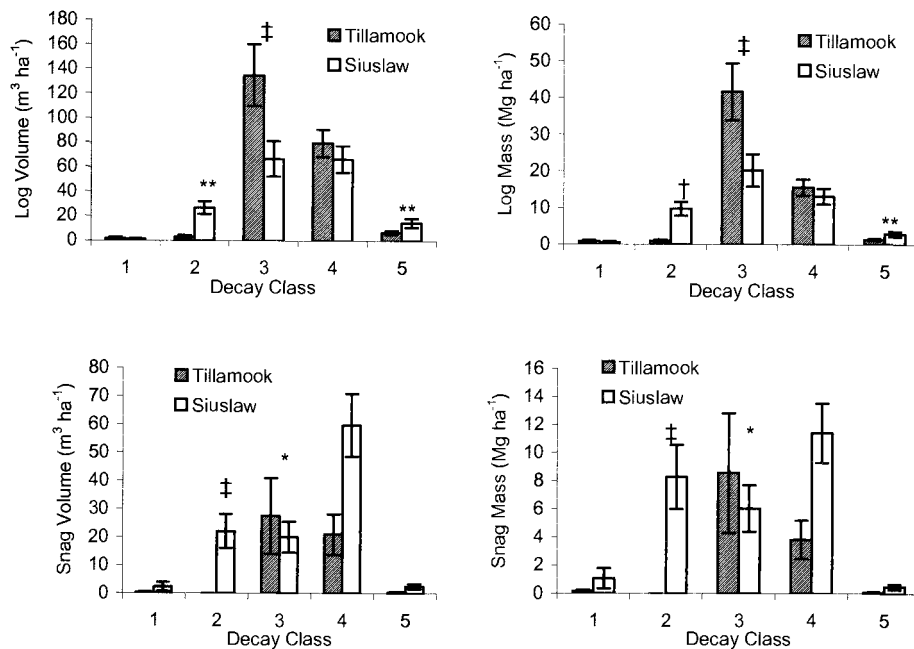 180
160
140
120
100
80
60
40
20
0
Log Volume (m³ ha⁻¹)
Tillamook
Siuslaw
**
‡
**
1 2 3 4 5
Decay Class
60
50
40
30
20
10
0
Log Mass (Mg ha⁻¹)
Tillamook
Siuslaw
†
‡
**
1 2 3 4 5
Decay Class
80
70
60
50
40
30
20
10
0
Snag Volume (m³ ha⁻¹)
Tillamook
Siuslaw
‡
*
1 2 3 4 5
Decay Class
16
14
12
10
8
6
4
2
0
Snag Mass (Mg ha⁻¹)
Tillamook
Siuslaw
‡
*
1 2 3 4 5
Decay Class